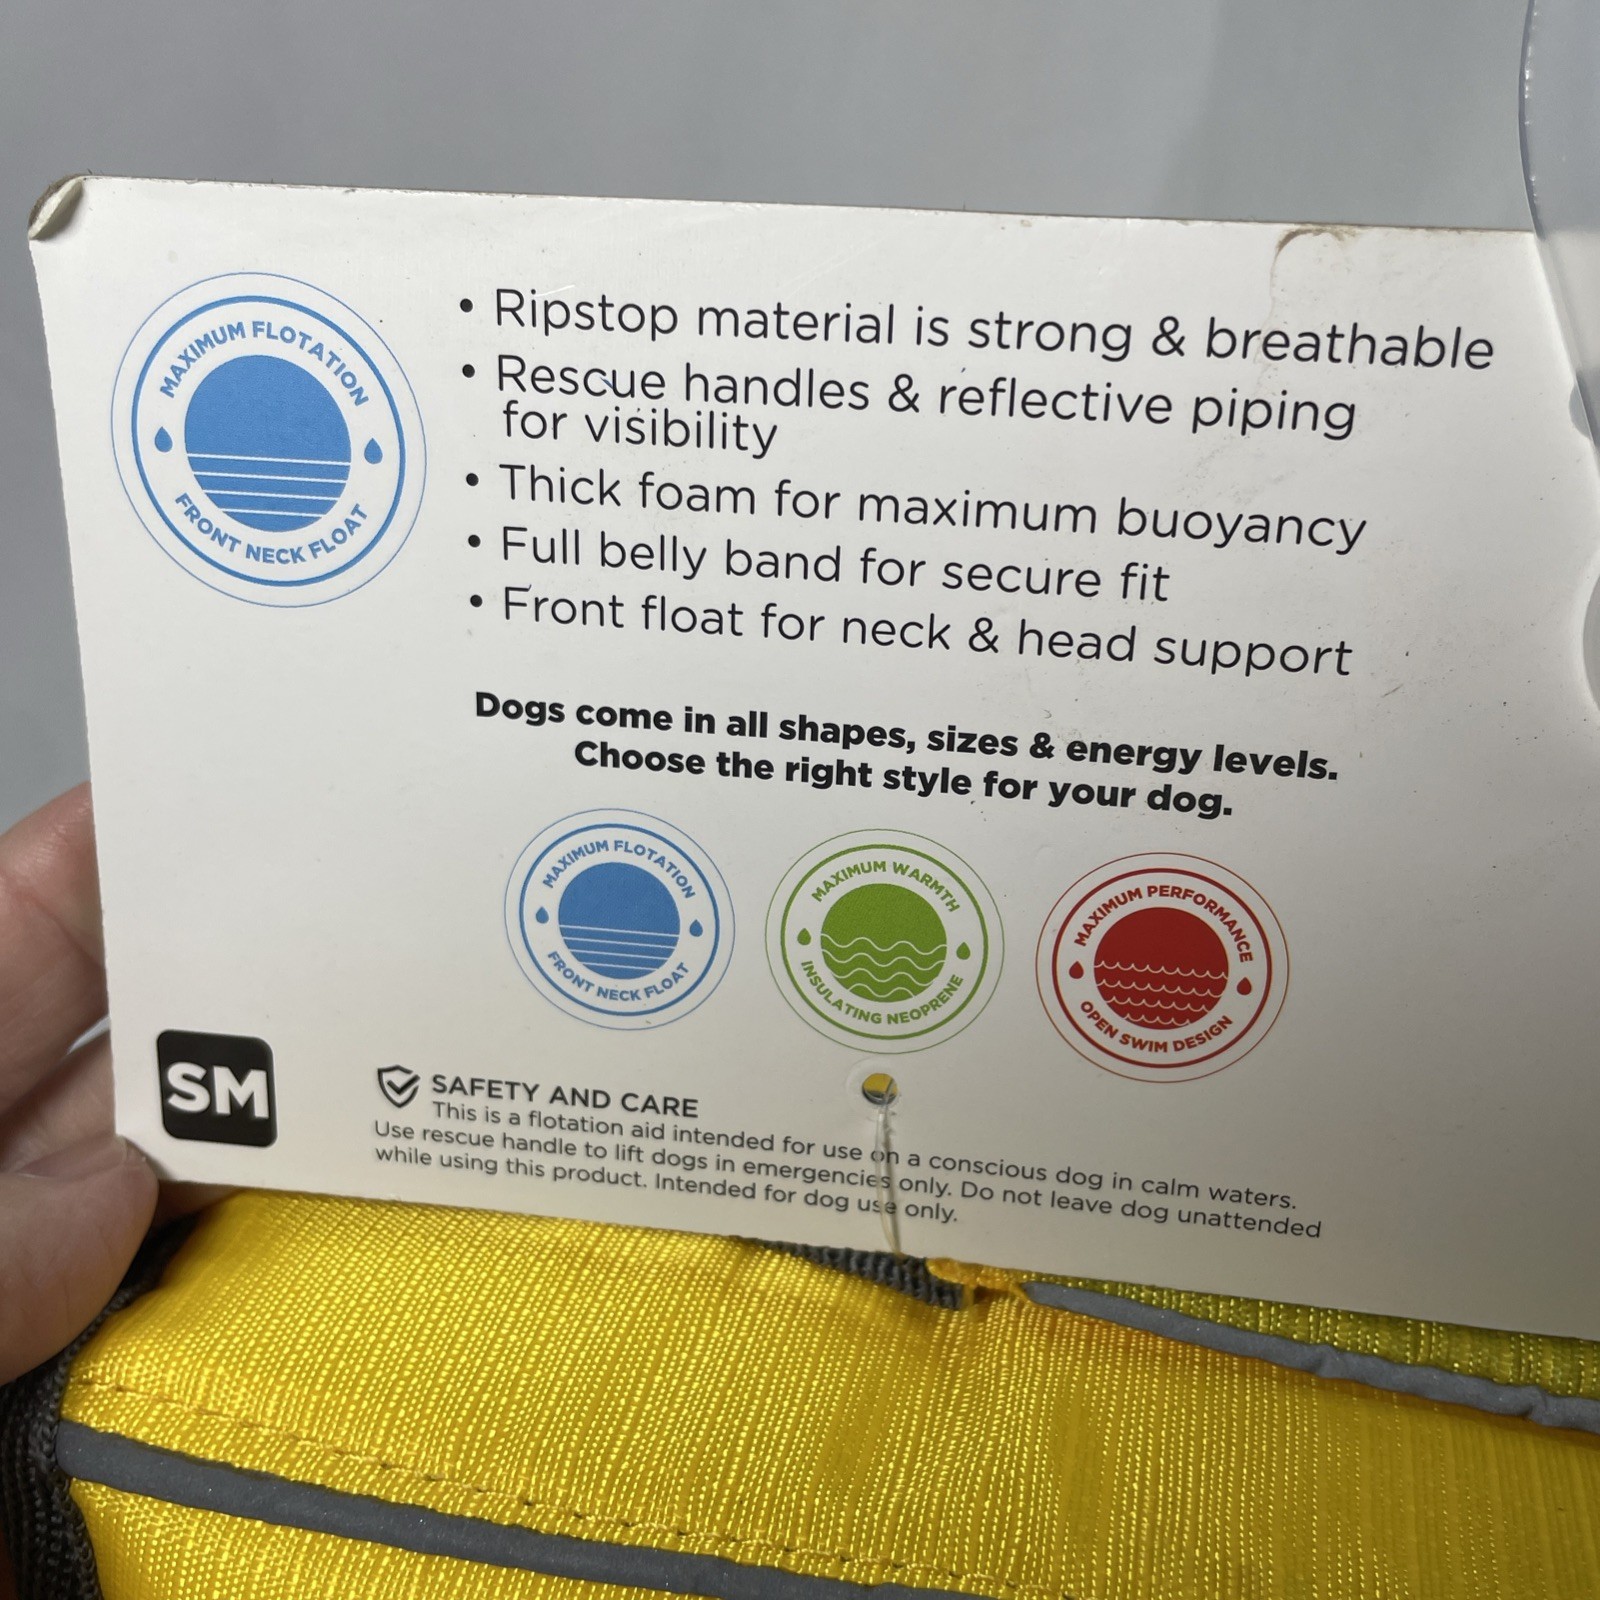 MAXIMUM FLOTATION
FRONT NECK FLOAT
• Ripstop material is strong & breathable
• Rescue handles & reflective piping
for visibility
• Thick foam for maximum buoyancy
• Full belly band for secure fit
• Front float for neck & head support
Dogs come in all shapes, sizes & energy levels.
Choose the right style for your dog.
MAXIMUM FLOTATION
FRONT NECK FLOAT
MAXIMUM WARMTH
INSULATING NEOPRENE
MAXIMUM PERFORMANCE
OPEN SWIM DESIGN
SM
SAFETY AND CARE
This is a flotation aid intended for use on a conscious dog in calm waters.
Use rescue handle to lift dogs in emergencies only. Do not leave dog unattended
while using this product. Intended for dog use only.